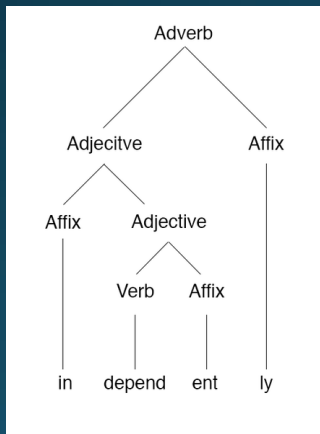 Adverb
Adjecitve Affix
Affix Adjective
Verb Affix
in depend ent ly